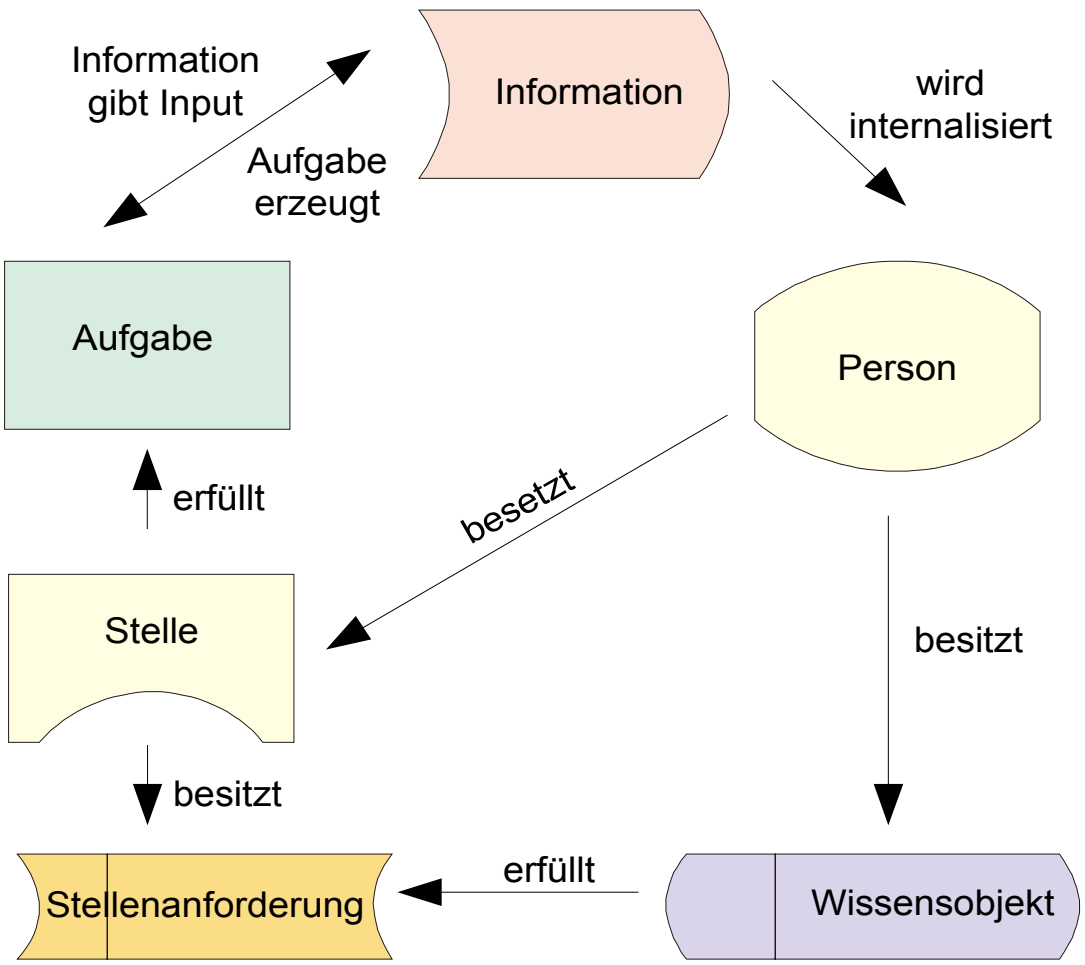 Information
gibt Input
Information
wird
internalisiert
Aufgabe
erzeugt
Aufgabe
Person
erfüllt
besetzt
Stelle
besitzt
besitzt
erfüllt
Stellenanforderung
Wissensobjekt